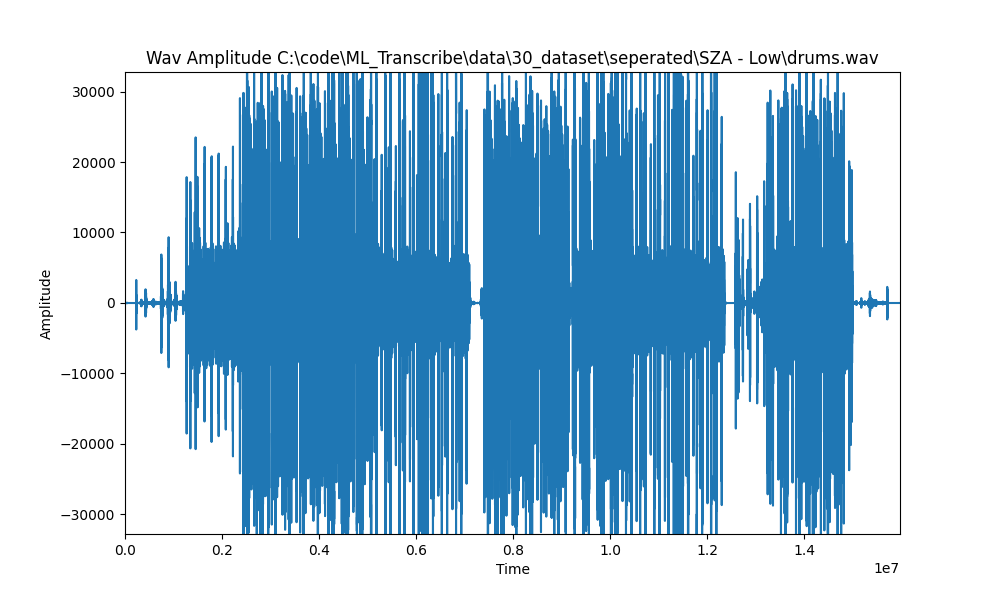 Wav Amplitude C:\code\ML_Transcribe\data\30_dataset\seperated\SZA - Low\drums.wav
30000
20000
10000
0
−10000
−20000
−30000
Amplitude
0.0 0.2 0.4 0.6 0.8 1.0 1.2 1.4
1e7
Time